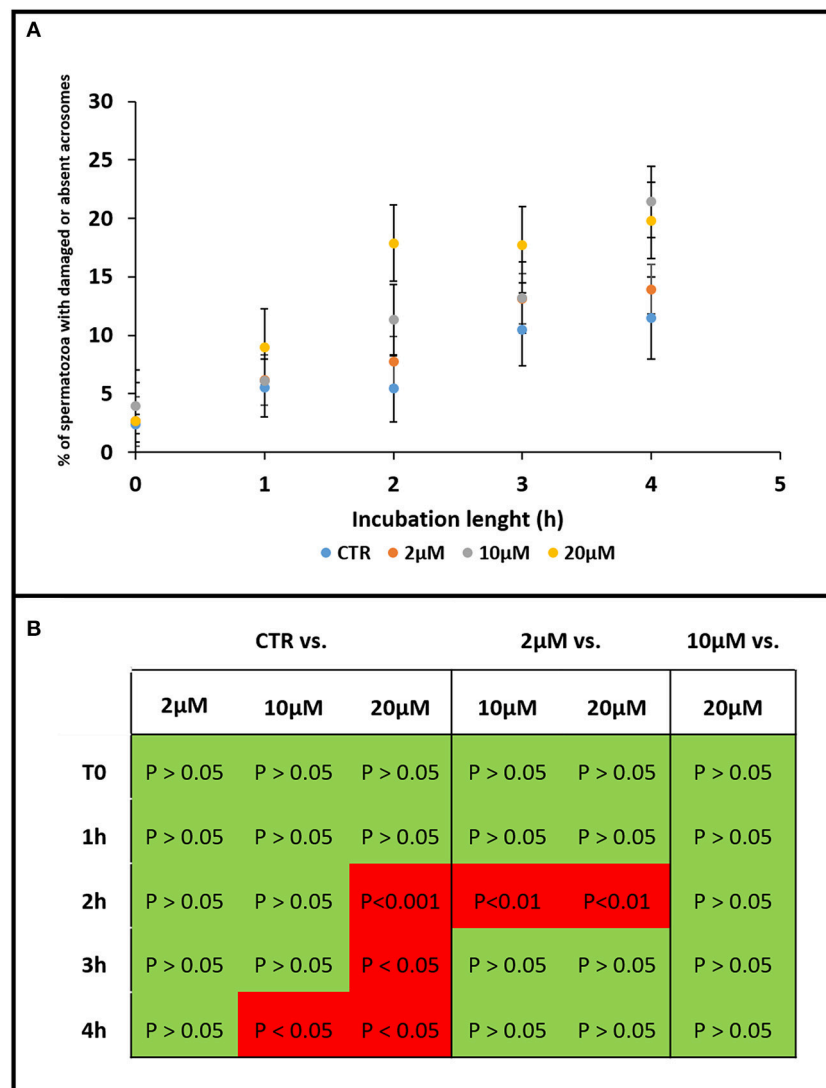 A
% of spermatozoa with damaged or absent acrosomes
30
25
20
15
10
5
0
0 1 2 3 4 5
Incubation lenght (h)
CTR 2µM 10µM 20µM
B
CTR vs. 2µM vs. 10µM vs.
2µM 10µM 20µM 10µM 20µM 20µM
T0 P > 0.05 P > 0.05 P > 0.05 P > 0.05 P > 0.05 P > 0.05
1h P > 0.05 P > 0.05 P > 0.05 P > 0.05 P > 0.05 P > 0.05
2h P > 0.05 P > 0.05 P<0.001 P<0.01 P<0.01 P > 0.05
3h P > 0.05 P > 0.05 P < 0.05 P > 0.05 P > 0.05 P > 0.05
4h P > 0.05 P < 0.05 P < 0.05 P > 0.05 P > 0.05 P > 0.05